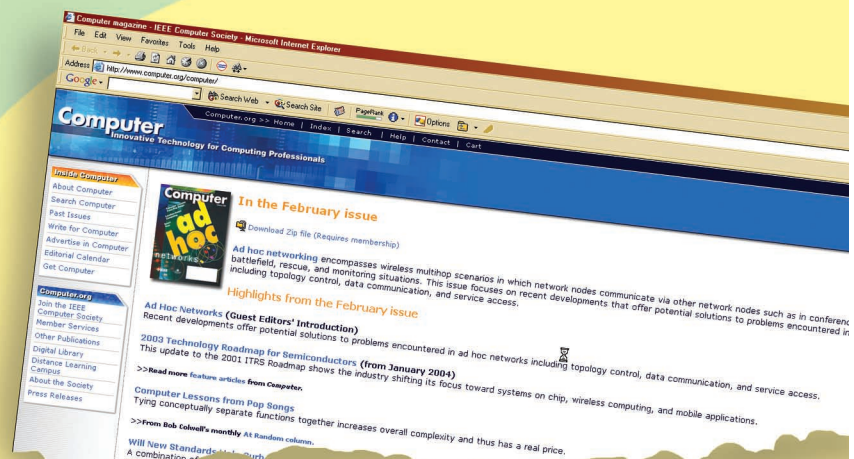 Computer magazine - IEEE Computer Society - Microsoft Internet Explorer
File Edit View Favorites Tools Help
Back
Address http://www.computer.org/computer/
Google Search Web Search Site PageRank Options
Computer.org >> Home | Index | Search | Help | Contact | Cart
Computer
Innovative Technology for Computing Professionals
Inside Computer
About Computer
Search Computer
Past Issues
Write for Computer
Advertise in Computer
Editorial Calendar
Get Computer
Computer.org
Join the IEEE
Computer Society
Member Services
Other Publications
Digital Library
Distance Learning
Campus
About the Society
Press Releases
Computer
ad
hoc
networks
In the February issue
Download Zip file (Requires membership)
Ad hoc networking encompasses wireless multihop scenarios in which network nodes communicate via other network nodes such as in conferenc
battlefield, rescue, and monitoring situations. This issue focuses on recent developments that offer potential solutions to problems encountered in
including topology control, data communication, and service access.
Highlights from the February issue
Ad Hoc Networks (Guest Editors' Introduction)
Recent developments offer potential solutions to problems encountered in ad hoc networks including topology control, data communication, and service access.
2003 Technology Roadmap for Semiconductors (from January 2004)
This update to the 2001 ITRS Roadmap shows the industry shifting its focus toward systems on chip, wireless computing, and mobile applications.
>>Read more feature articles from Computer.
Computer Lessons from Pop Songs
Tying conceptually separate functions together increases overall complexity and thus has a real price.
>>From Bob Colwell's monthly At Random column.
Will New Standards Help Curb
A combination of